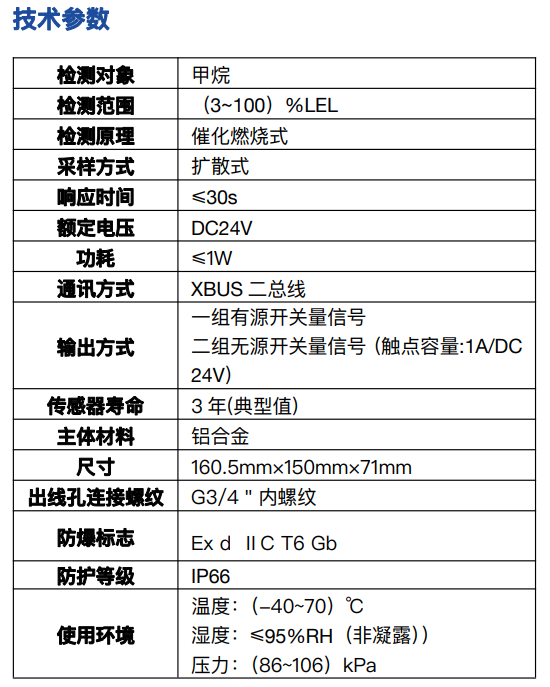 技术参数
检测对象 甲烷
检测范围 （3~100）%LEL
检测原理 催化燃烧式
采样方式 扩散式
响应时间 ≤30s
额定电压 DC24V
功耗 ≤1W
通讯方式 XBUS 二总线
输出方式 一组有源开关量信号
二组无源开关量信号（触点容量:1A/DC
24V)
传感器寿命 3 年(典型值)
主体材料 铝合金
尺寸 160.5mm×150mm×71mm
出线孔连接螺纹 G3/4 " 内螺纹
防爆标志 Ex d ⅡC T6 Gb
防护等级 IP66
使用环境 温度：（-40~70）℃
湿度：≤95%RH（非凝露））
压力：（86~106）kPa